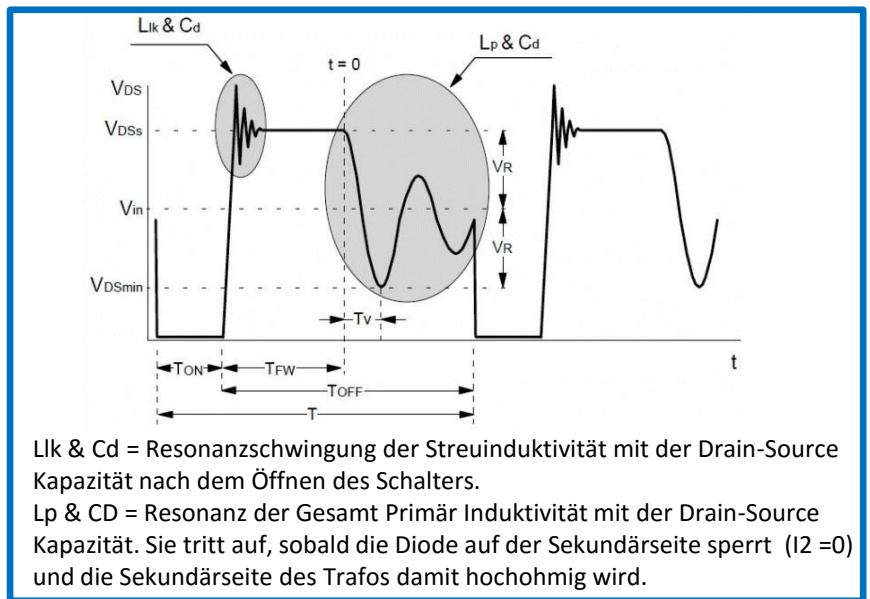 Llk & Cd
Lp & Cd
t = 0
VDS
VDSs
VR
Vin
VR
VDSmin
Tv
t
TON
TFW
TOFF
T
Llk & Cd = Resonanzschwingung der Streuinduktivität mit der Drain-Source
Kapazität nach dem Öffnen des Schalters.
Lp & CD = Resonanz der Gesamt Primär Induktivität mit der Drain-Source
Kapazität. Sie tritt auf, sobald die Diode auf der Sekundärseite sperrt (I2 =0)
und die Sekundärseite des Trafos damit hochohmig wird.